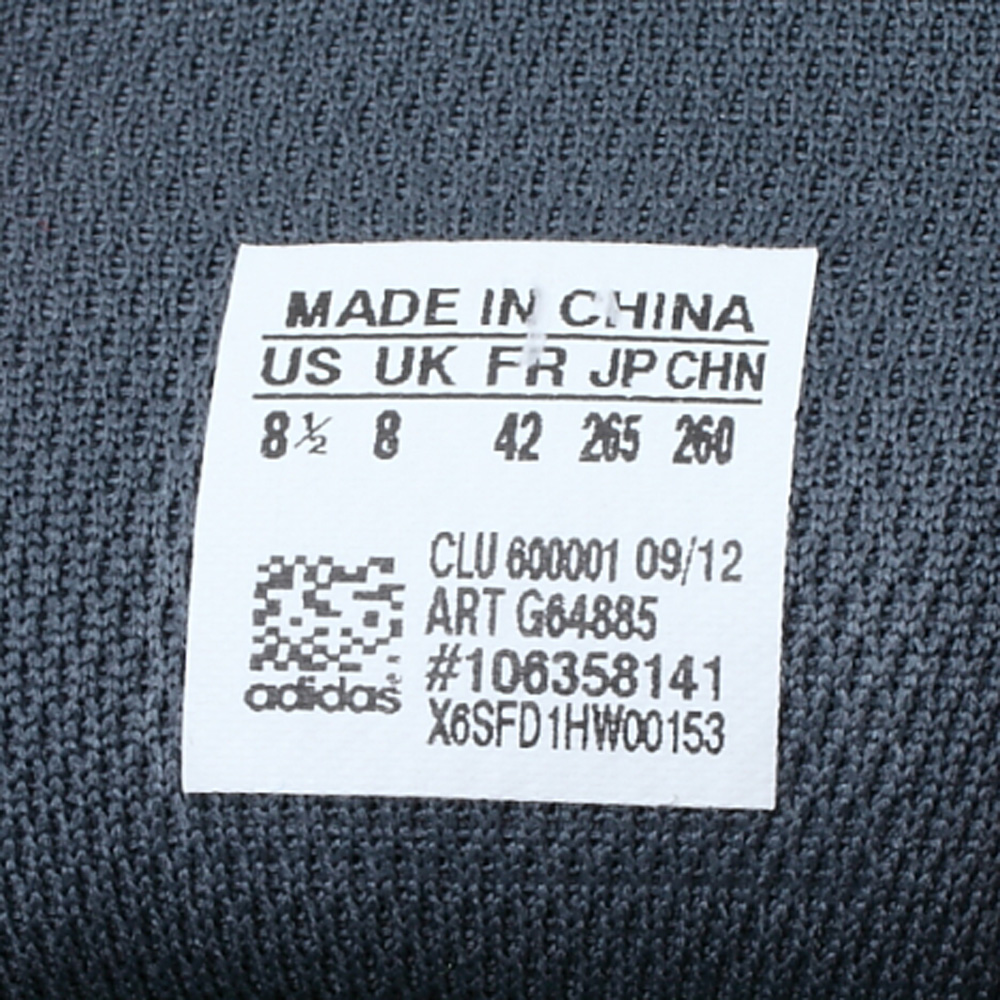 MADE IN CHINA
US UK FR JP CHN
8½ 8 42 265 260
CLU 600001 09/12
ART G64885
#106358141
X6SFD1HW00153
adidas